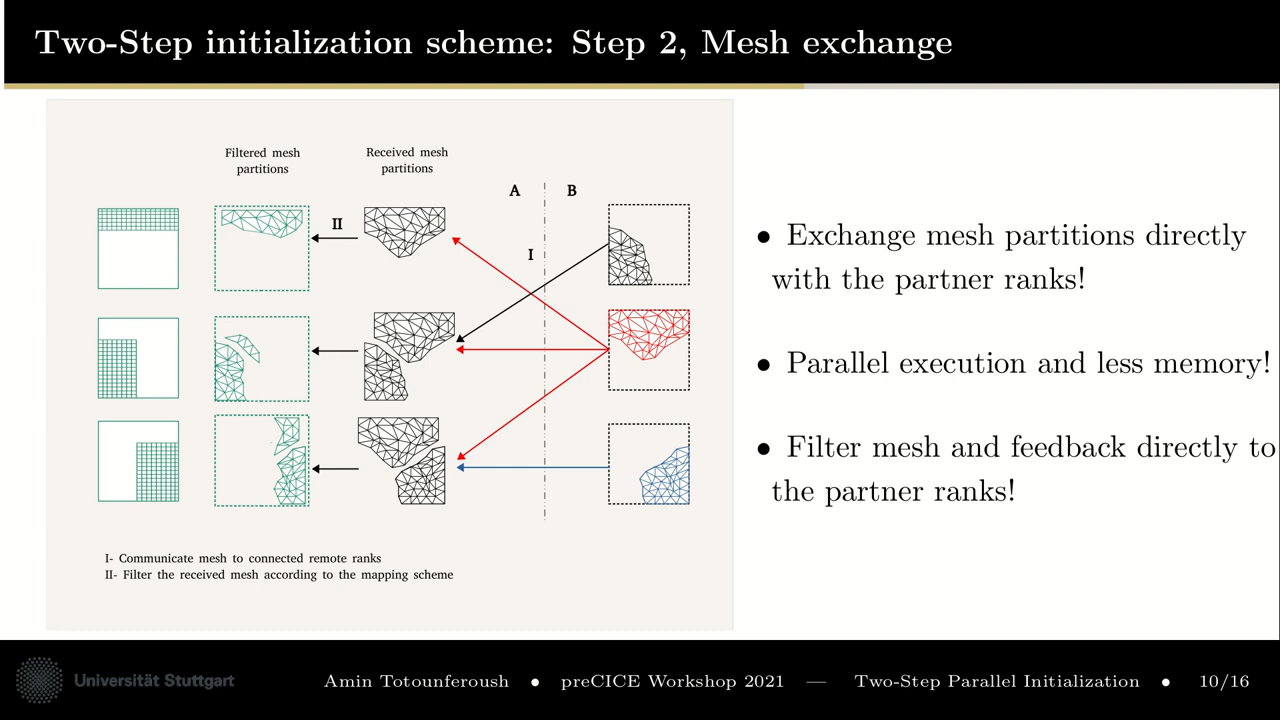 Two-Step initialization scheme: Step 2, Mesh exchange
Filtered mesh
partitions
Received mesh
partitions
A
B
II
I
I- Communicate mesh to connected remote ranks
II- Filter the received mesh according to the mapping scheme
• Exchange mesh partitions directly
with the partner ranks!
• Parallel execution and less memory!
• Filter mesh and feedback directly to
the partner ranks!
Universität Stuttgart
Amin Totounferoush • preCICE Workshop 2021 — Two-Step Parallel Initialization • 10/16